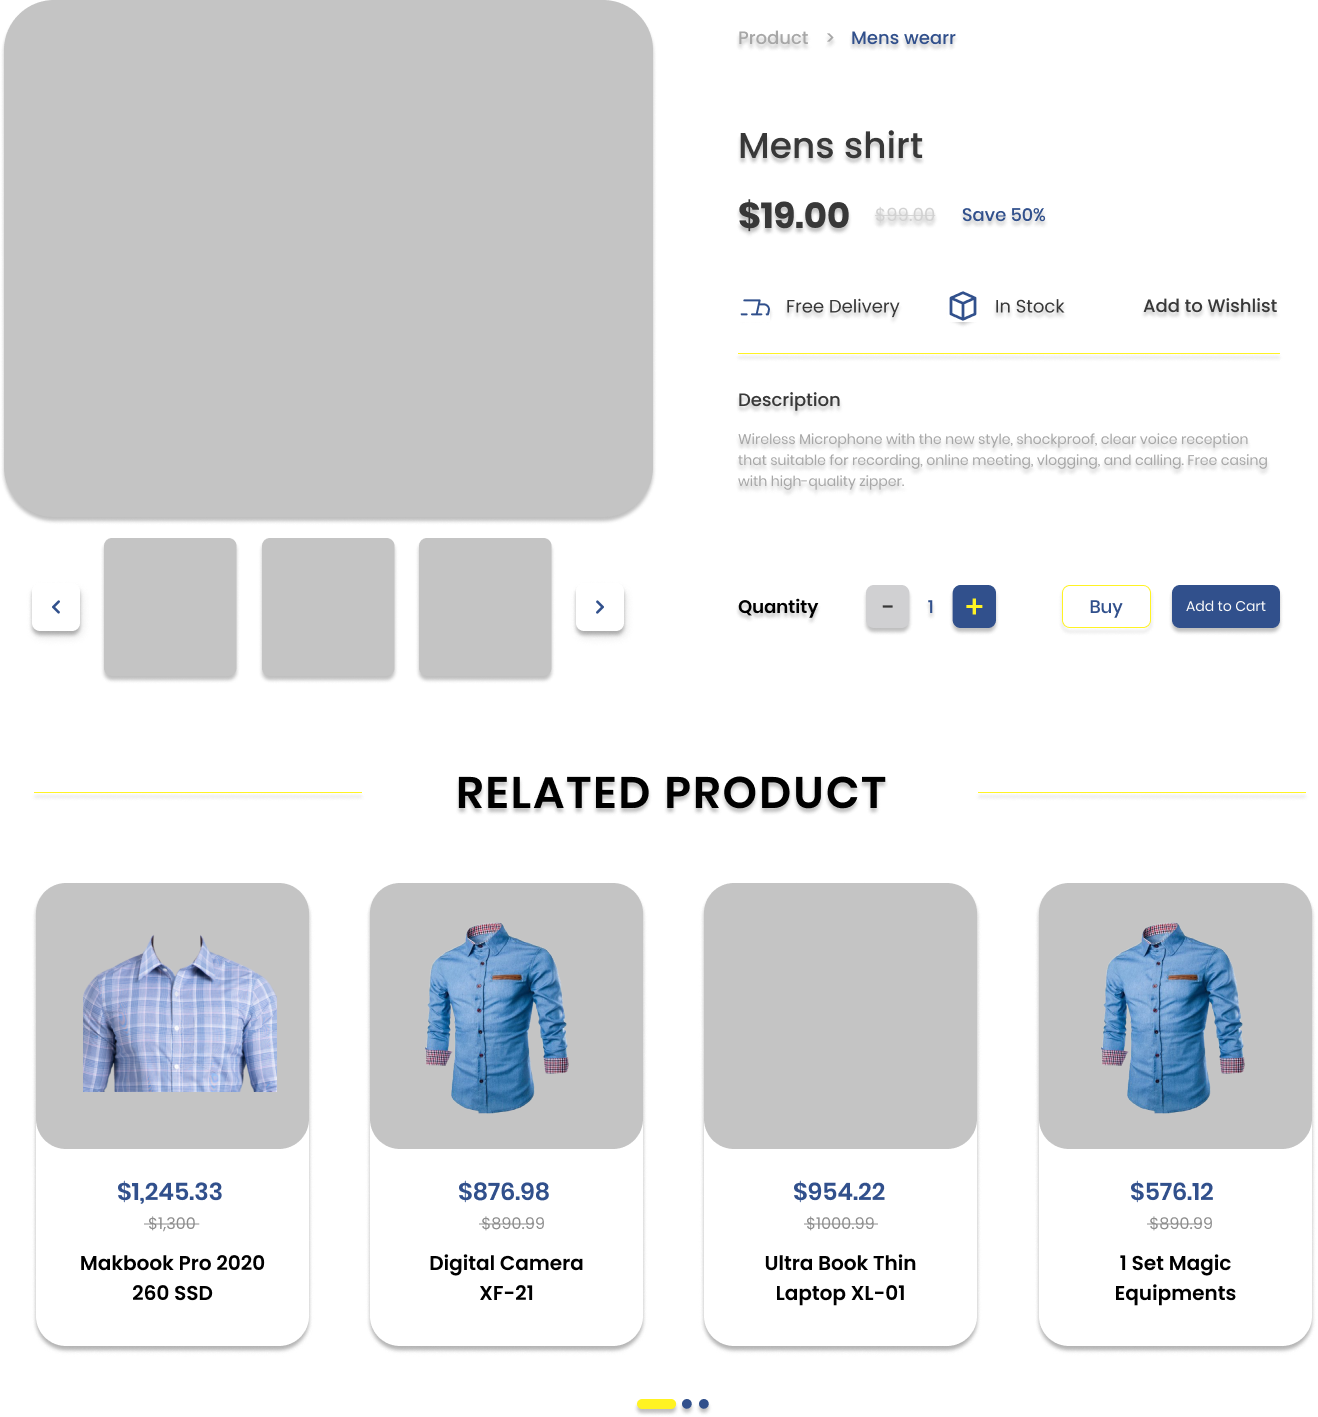 Product > Mens wearr
Mens shirt
$19.00 $99.00 Save 50%
Free Delivery In Stock Add to Wishlist
Description
Wireless Microphone with the new style, shockproof, clear voice reception
that suitable for recording, online meeting, vlogging, and calling. Free casing
with high-quality zipper.
Quantity - 1 + Buy Add to Cart
RELATED PRODUCT
$1,245.33
$1,300
Makbook Pro 2020
260 SSD
$876.98
$890.99
Digital Camera
XF-21
$954.22
$1000.99
Ultra Book Thin
Laptop XL-01
$576.12
$890.99
1 Set Magic
Equipments